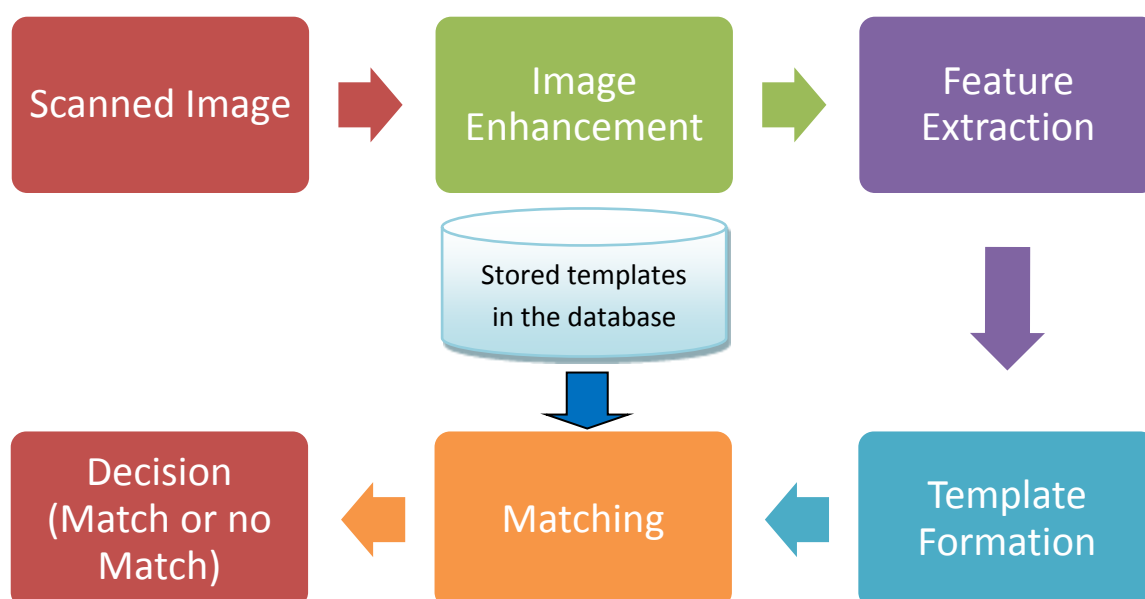 Scanned Image
Image
Enhancement
Feature
Extraction
Stored templates
in the database
Decision
(Match or no
Match)
Matching
Template
Formation